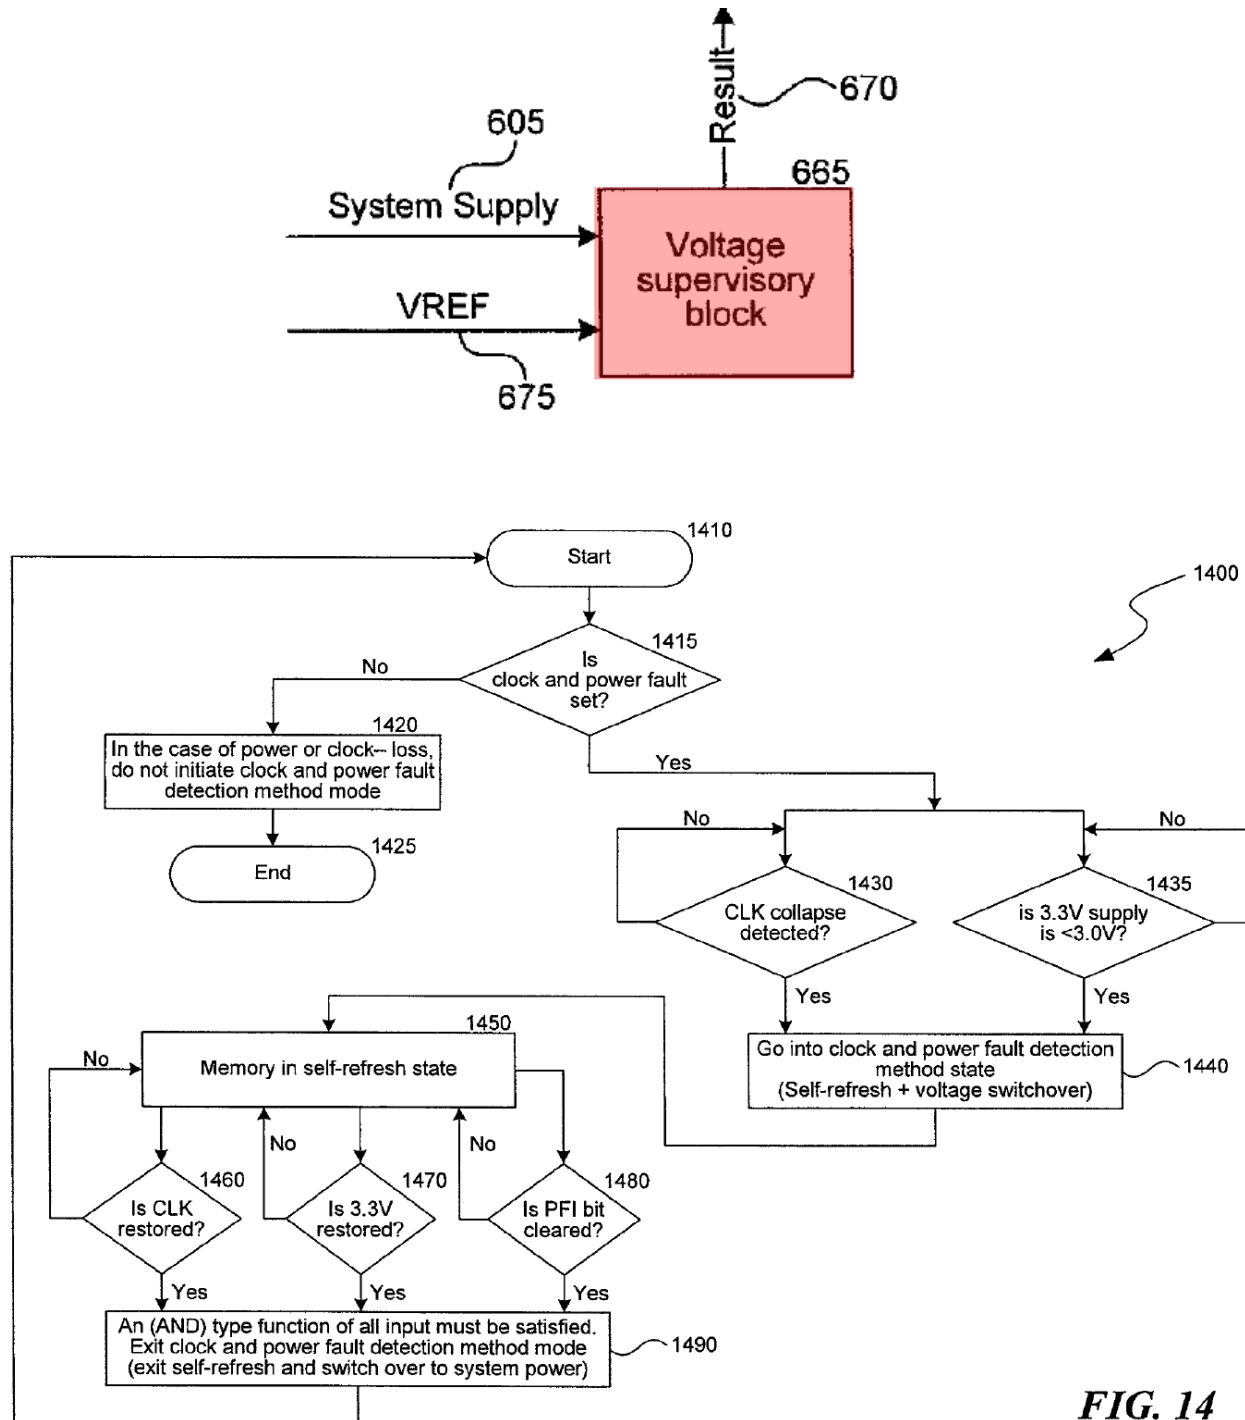 Result
670
605
665
System Supply
Voltage
supervisory
block
VREF
675
1410
Start
1400
1415
Is
clock and power fault
set?
No
1420
In the case of power or clock– loss,
do not initiate clock and power fault
detection method mode
Yes
No
No
1425
End
1430
CLK collapse
detected?
1435
is 3.3V supply
is <3.0V?
Yes
Yes
1450
Memory in self-refresh state
Go into clock and power fault detection
method state
(Self-refresh + voltage switchover)
1440
No
No
No
1460
Is CLK
restored?
1470
Is 3.3V
restored?
1480
Is PFI bit
cleared?
Yes
Yes
Yes
An (AND) type function of all input must be satisfied.
Exit clock and power fault detection method mode
(exit self-refresh and switch over to system power)
1490
FIG. 14